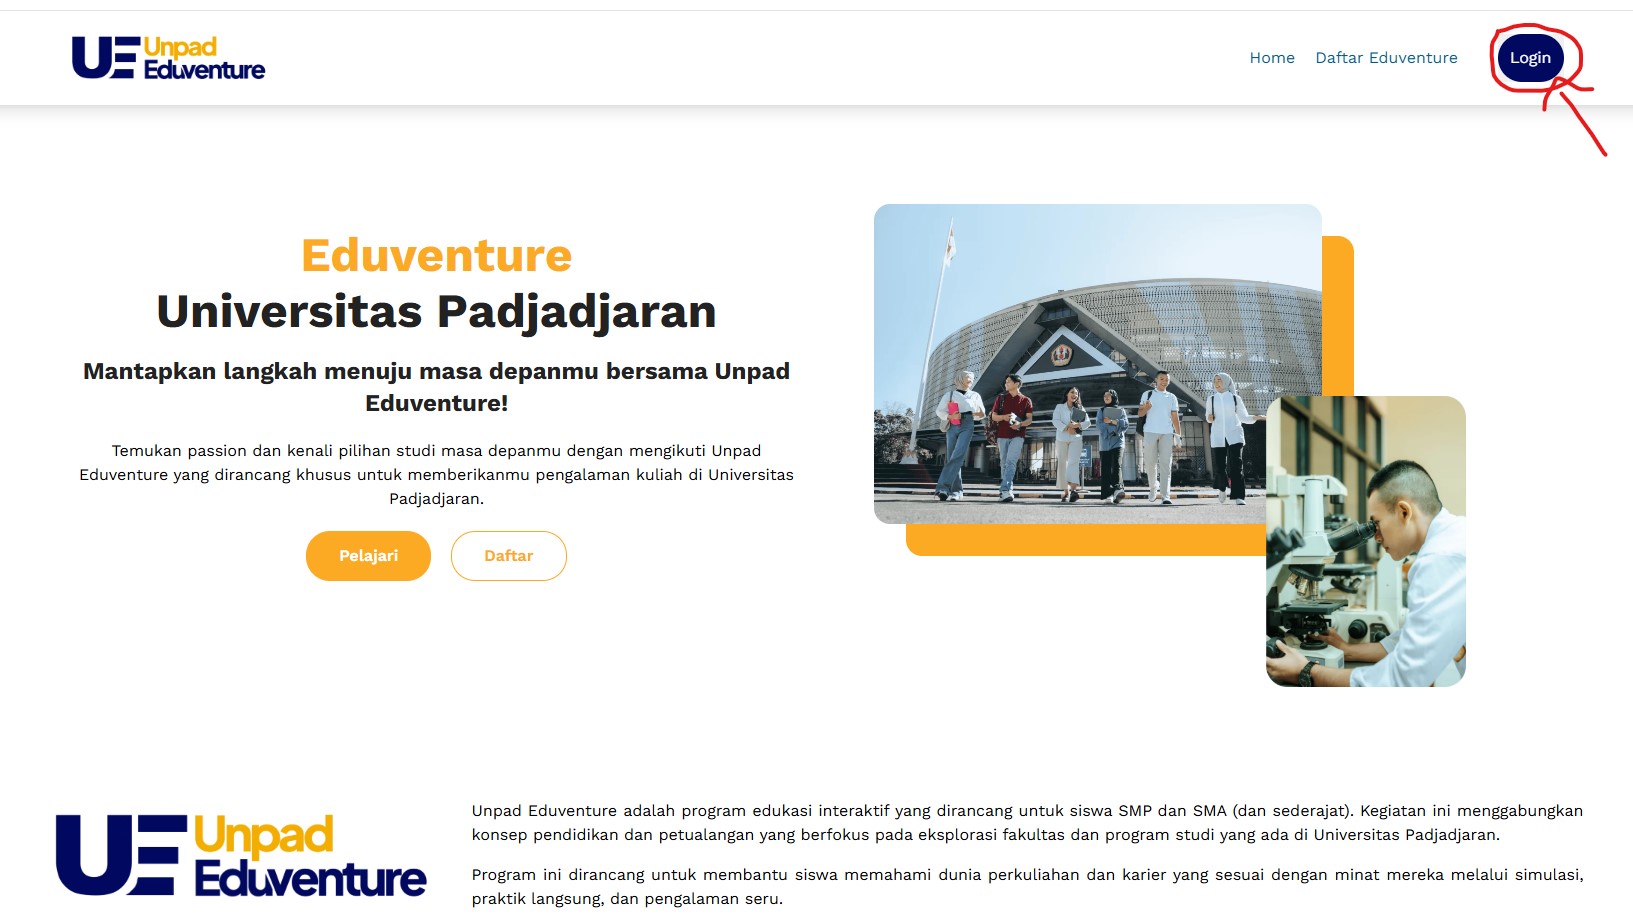 Unpad
Eduventure
Home
Daftar Eduventure
Login
Eduventure
Universitas Padjadjaran
Mantapkan langkah menuju masa depanmu bersama Unpad
Eduventure!
Temukan passion dan kenali pilihan studi masa depanmu dengan mengikuti Unpad
Eduventure yang dirancang khusus untuk memberikanmu pengalaman kuliah di Universitas
Padjadjaran.
Pelajari
Daftar
UE Unpad
Eduventure
Unpad Eduventure adalah program edukasi interaktif yang dirancang untuk siswa SMP dan SMA (dan sederajat). Kegiatan ini menggabungkan
konsep pendidikan dan petualangan yang berfokus pada eksplorasi fakultas dan program studi yang ada di Universitas Padjadjaran.
Program ini dirancang untuk membantu siswa memahami dunia perkuliahan dan karier yang sesuai dengan minat mereka melalui simulasi,
praktik langsung, dan pengalaman seru.